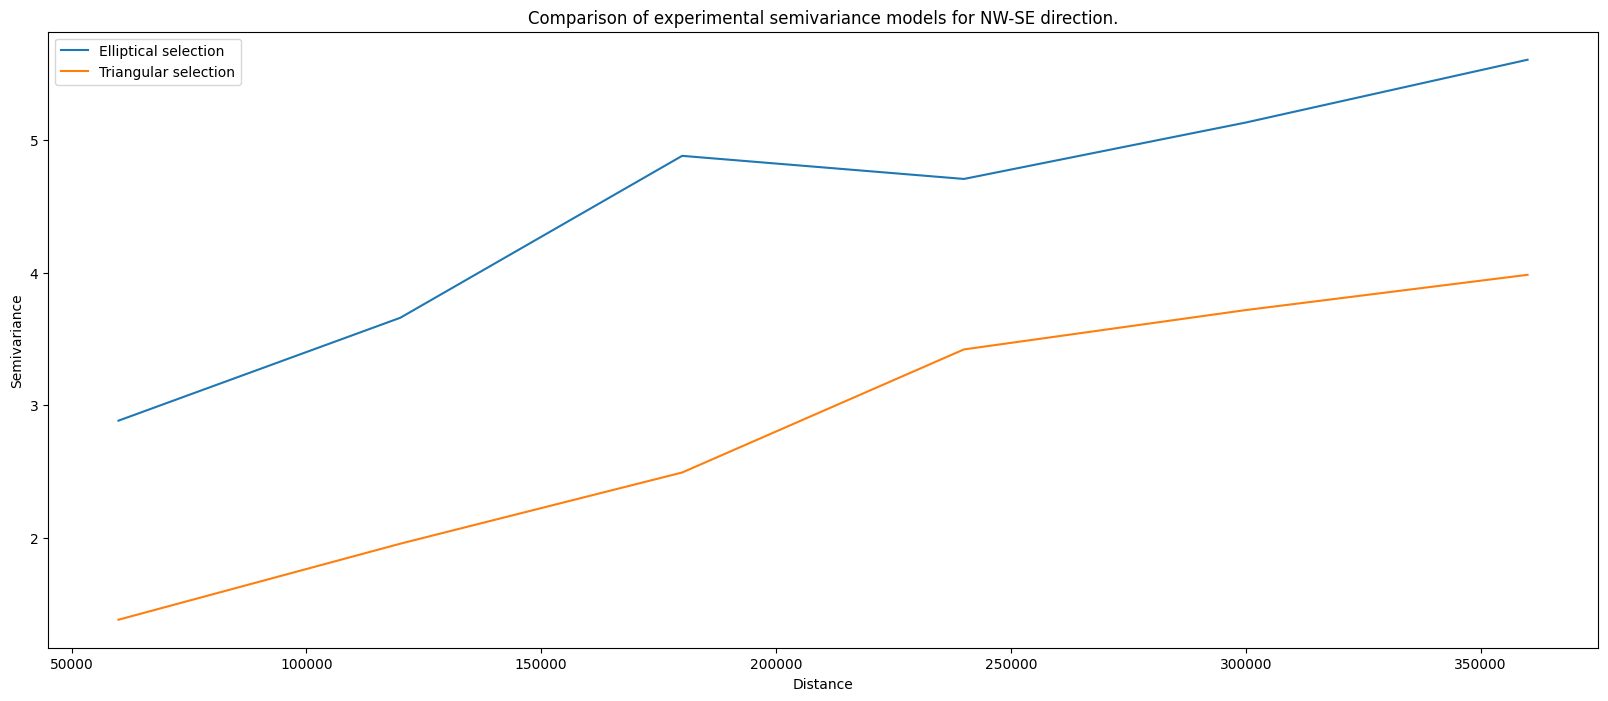 Comparison of experimental semivariance models for NW-SE direction.
Elliptical selection
Triangular selection
Semivariance
5
4
3
2
50000
100000
150000
200000
250000
300000
350000
Distance